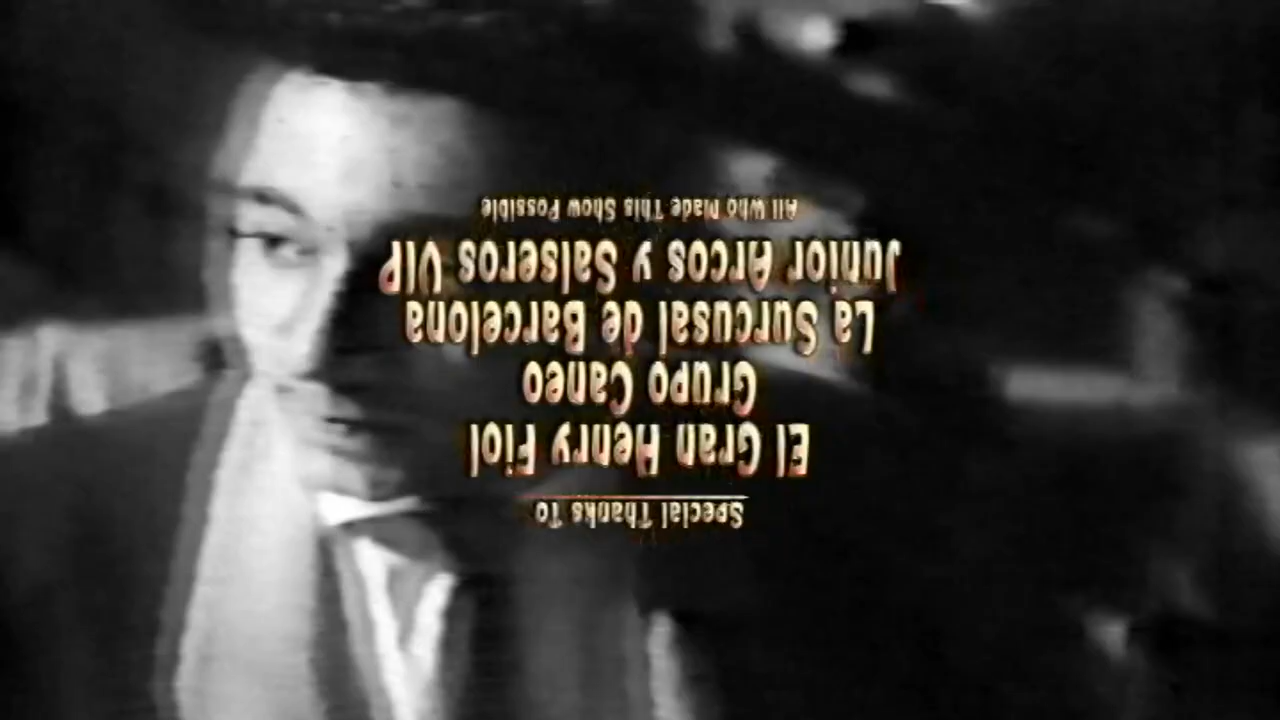 Special Thanks To
El Gran Henry Fiol
Grupo Caneo
La Surcusal de Barcelona
Junior Arcos y Salseros VIP
All Who Made This Show Possible